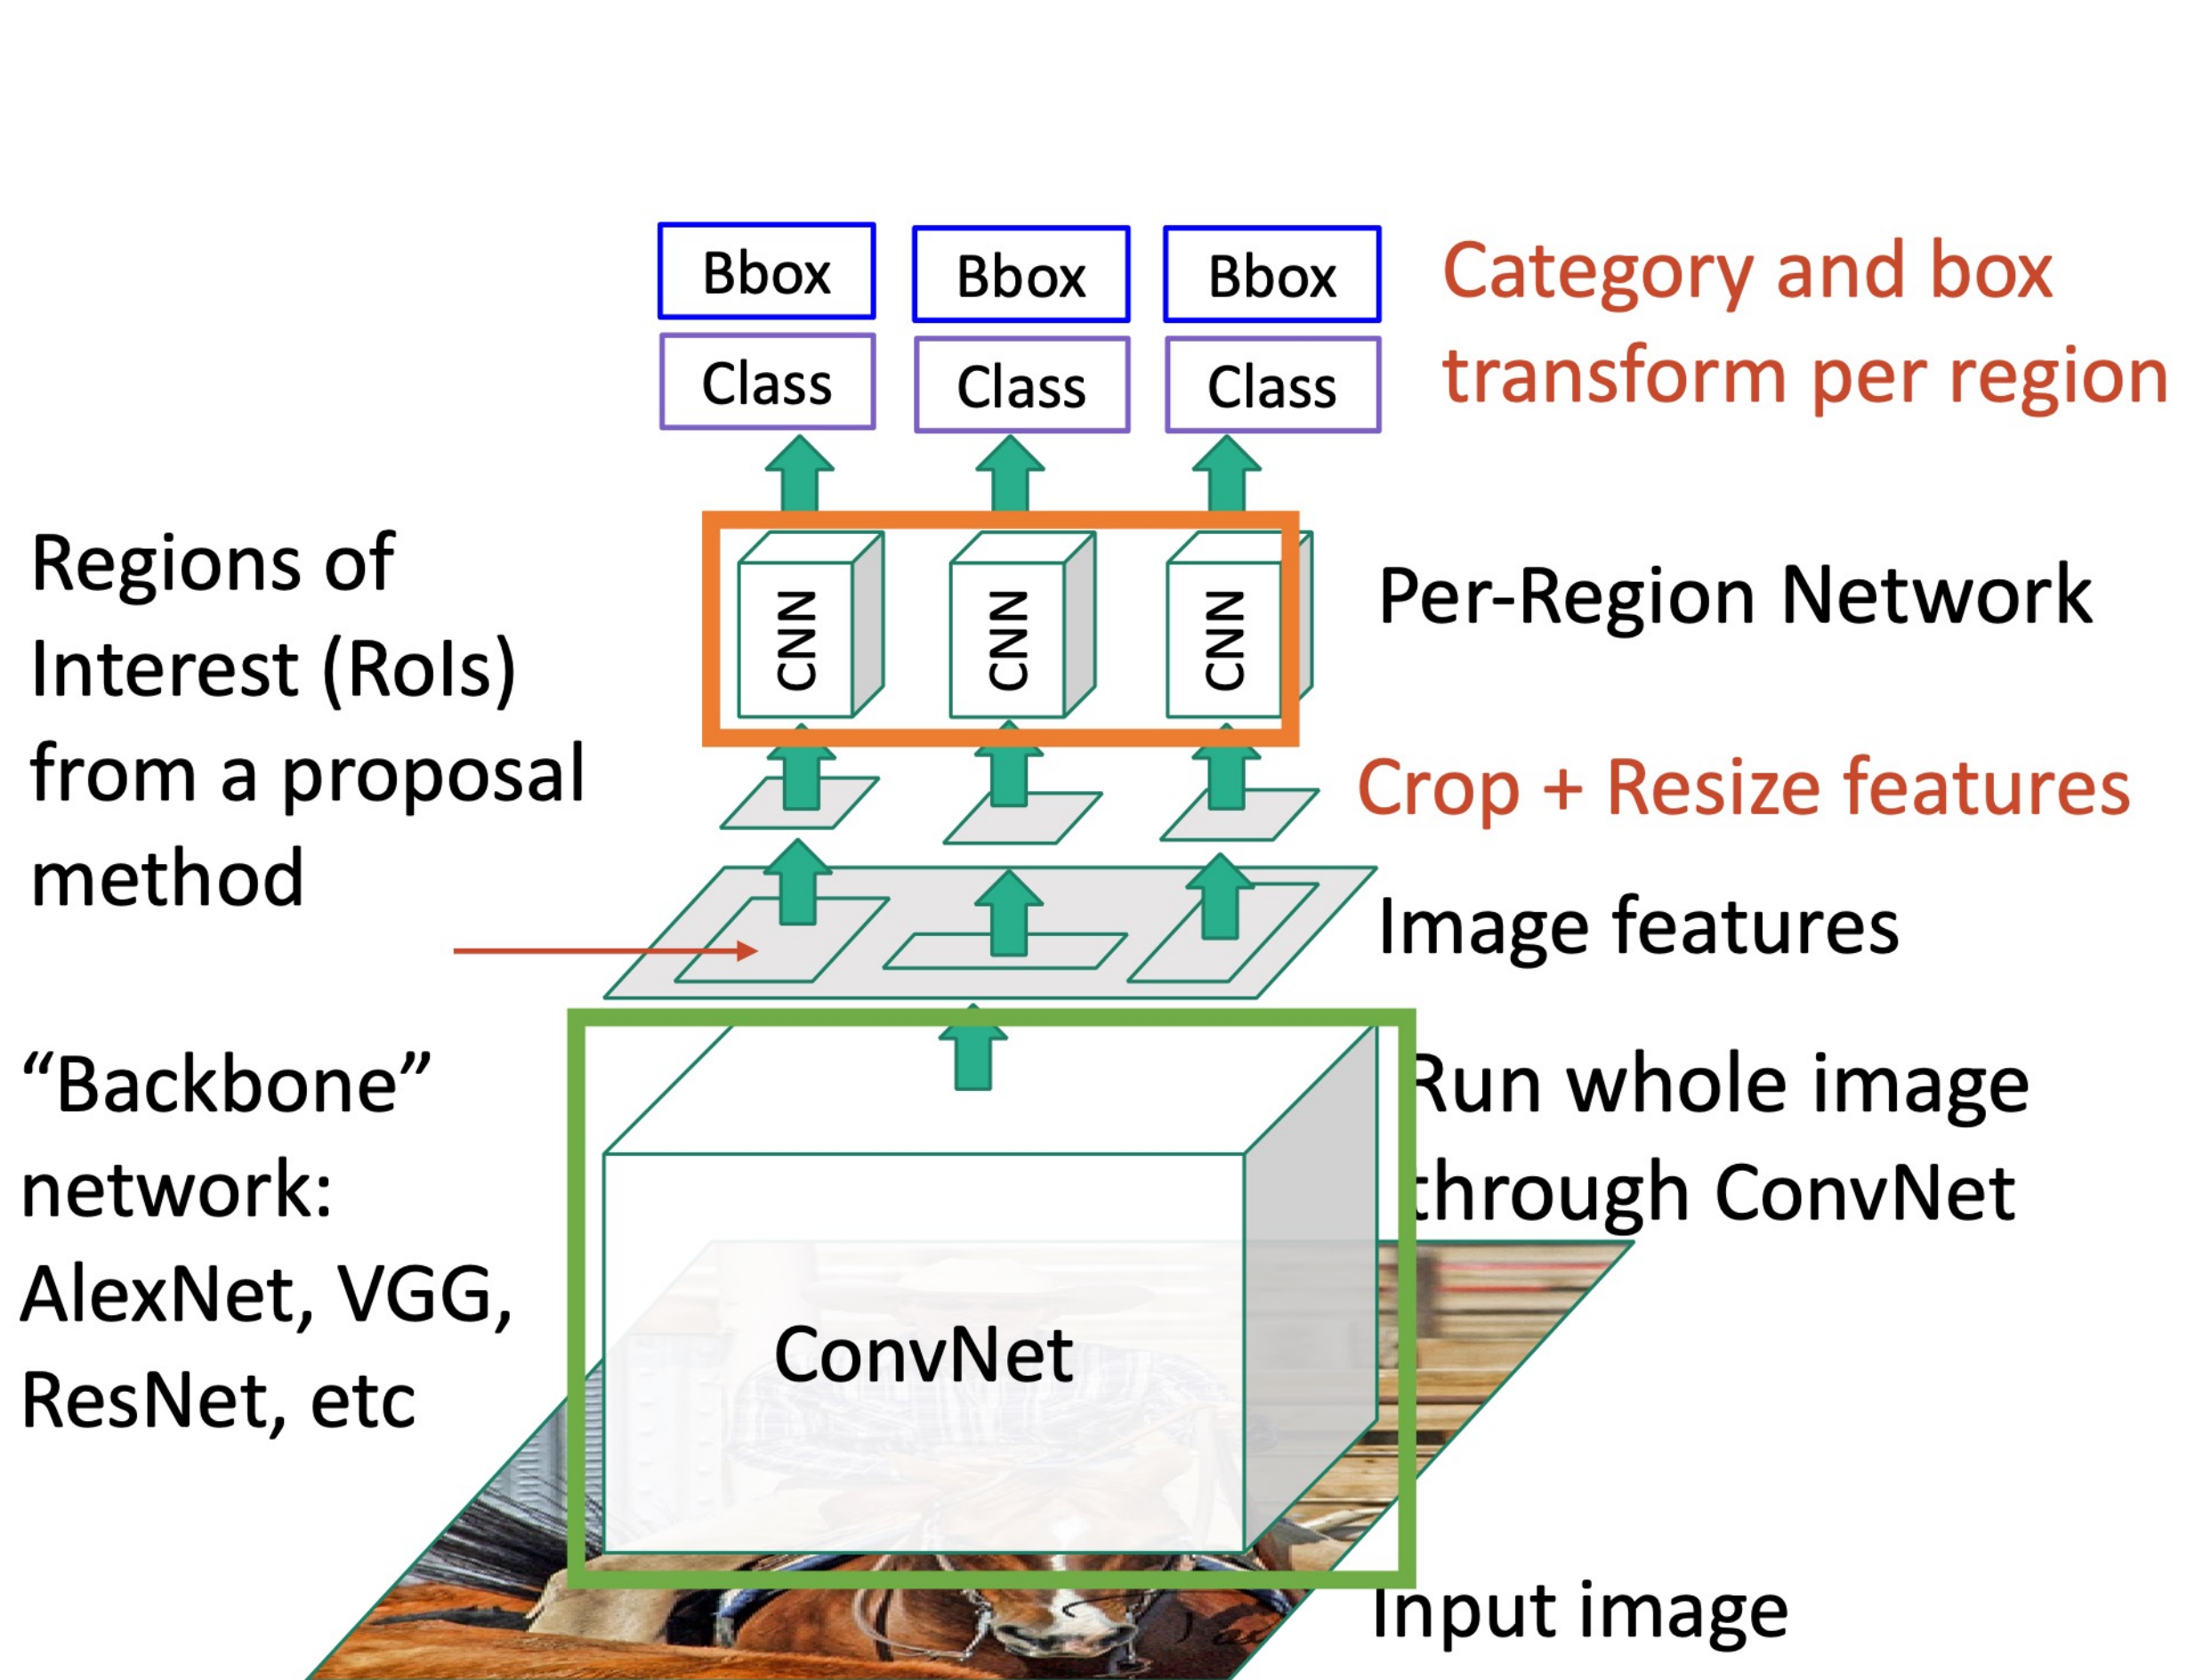 Bbox
Bbox
Bbox
Class
Class
Class
Category and box
transform per region
Regions of
Interest (RoIs)
from a proposal
method
CNN
CNN
CNN
Per-Region Network
Crop + Resize features
Image features
“Backbone”
network:
AlexNet, VGG,
ResNet, etc
Run whole image
through ConvNet
ConvNet
Input image